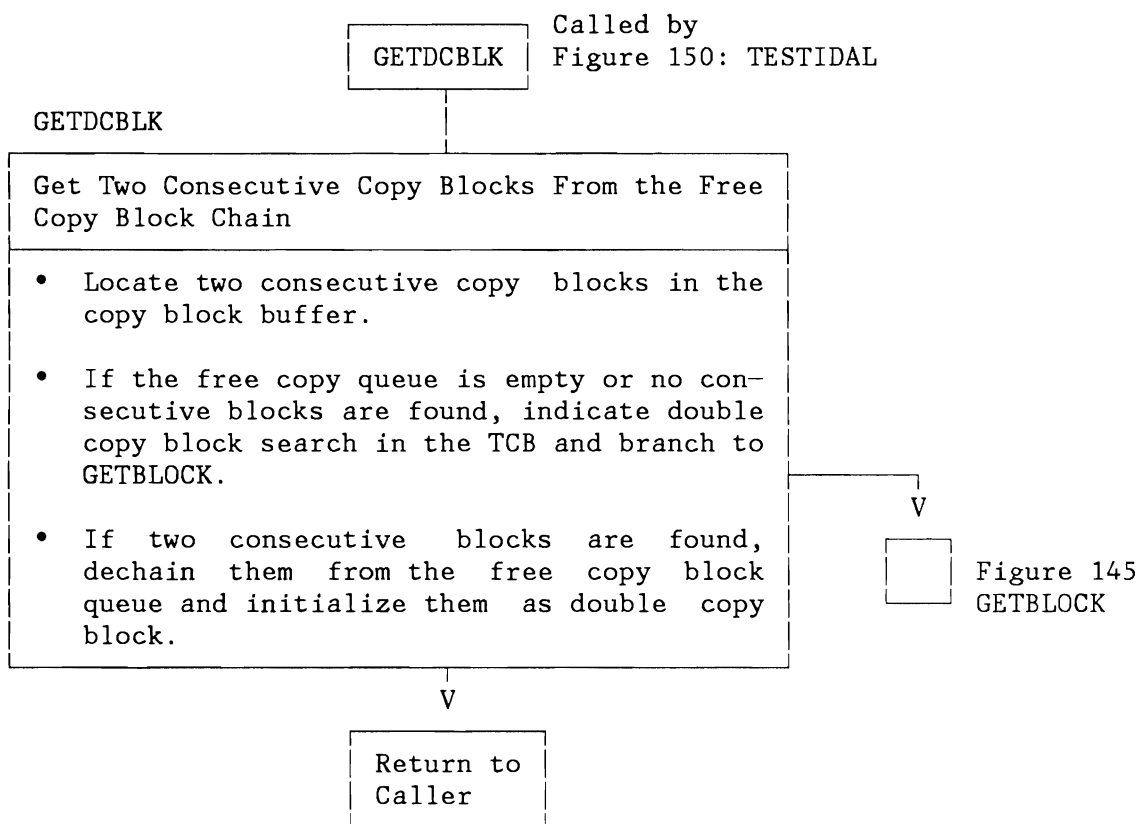 Called by
GETDCBLK Figure 150: TESTIDAL
GETDCBLK
Get Two Consecutive Copy Blocks From the Free
Copy Block Chain
• Locate two consecutive copy blocks in the
copy block buffer.
• If the free copy queue is empty or no con–
secutive blocks are found, indicate double
copy block search in the TCB and branch to
GETBLOCK.
V
• If two consecutive blocks are found,
dechain them from the free copy block
queue and initialize them as double copy
block.
Figure 145
GETBLOCK
V
Return to
Caller